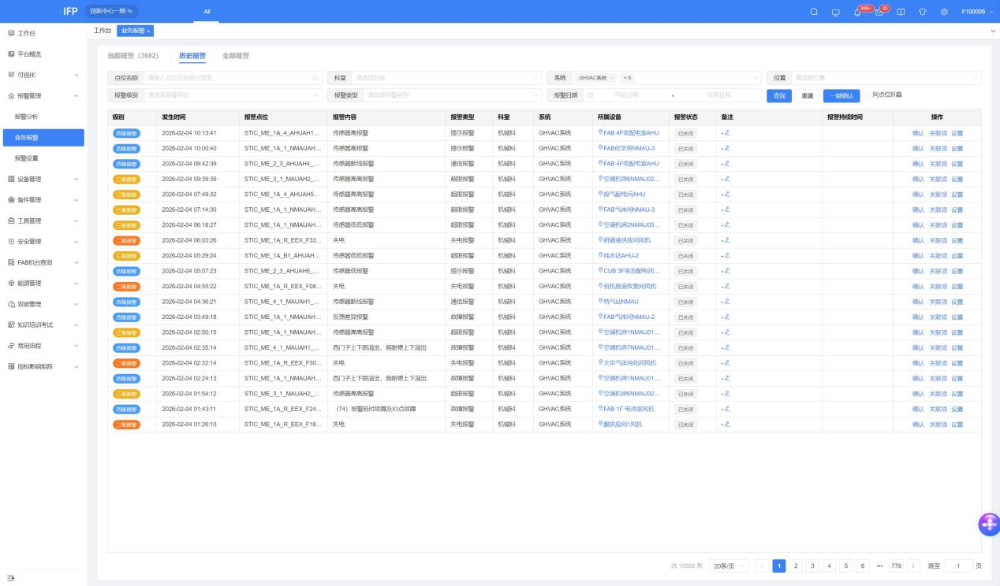 IFP 创新中心一期 All 999+ 30 F100005
工作台
平台概览
可视化
报警管理
报警分析
业务报警
报警设置
设备管理
备件管理
工具管理
安全管理
FAB机台查询
能源管理
双碳管理
知识培训考试
常用流程
指标影响矩阵
工作台 业务报警 ×
当前报警（3982） 历史报警 全部报警
点位名称 请输入点位名称进行搜索 科室 请选择科室 系统 GHVAC系统 × + 5 位置 请选择位置
报警级别 请选择报警级别 报警类型 请选择报警类型 报警日期 开始日期 - 结束日期 查询 重置 一键确认 同点位折叠
级别 发生时间 报警点位 报警内容 报警类型 科室 系统 所属设备 报警状态 备注 报警持续时间 操作
四级报警 2026-02-04 10:13:41 STIC_ME_1A_4_AHUAH1... 传感器高报警 提示报警 机械科 GHVAC系统 FAB 4F变配电室AHU 已关闭 - 确认 关联项 设置
四级报警 2026-02-04 10:00:40 STIC_ME_1A_1_NMAUAH... 传感器高报警 提示报警 机械科 GHVAC系统 FAB化学房NMAU-3 已关闭 - 确认 关联项 设置
四级报警 2026-02-04 09:42:39 STIC_ME_2_3_AHUAH4_... 传感器断线报警 通信报警 机械科 GHVAC系统 FAB 4F变配电室AHU 已关闭 - 确认 关联项 设置
三级报警 2026-02-04 09:39:39 STIC_ME_3_1_MAUAH2_... 传感器高高报警 超限报警 机械科 GHVAC系统 空调机房6NMAU02... 已关闭 - 确认 关联项 设置
三级报警 2026-02-04 07:49:32 STIC_ME_1A_4_AHUAH5... 传感器高高报警 超限报警 机械科 GHVAC系统 废气配电间AHU 已关闭 - 确认 关联项 设置
三级报警 2026-02-04 07:14:30 STIC_ME_1A_1_NMAUAH... 传感器高高报警 超限报警 机械科 GHVAC系统 FAB气体间NMAU-3 已关闭 - 确认 关联项 设置
三级报警 2026-02-04 06:18:27 STIC_ME_1A_1_NMAUAH... 传感器低低报警 超限报警 机械科 GHVAC系统 空调机房2NMAU05... 已关闭 - 确认 关联项 设置
二级报警 2026-02-04 06:03:26 STIC_ME_1A_R_EEX_F33... 失电 失电报警 机械科 GHVAC系统 研磨液供应间风机 已关闭 - 确认 关联项 设置
三级报警 2026-02-04 05:29:24 STIC_ME_1A_B1_AHUAH... 传感器低低报警 超限报警 机械科 GHVAC系统 纯水站AHU-2 已关闭 - 确认 关联项 设置
四级报警 2026-02-04 05:07:23 STIC_ME_2_3_AHUAH6_... 传感器低报警 提示报警 机械科 GHVAC系统 CUB 3F柴发配电间... 已关闭 - 确认 关联项 设置
二级报警 2026-02-04 04:55:22 STIC_ME_1A_R_EEX_F08... 失电 失电报警 机械科 GHVAC系统 有机废液收集间风机 已关闭 - 确认 关联项 设置
四级报警 2026-02-04 04:36:21 STIC_ME_4_1_MAUAH1_... 传感器断线报警 通信报警 机械科 GHVAC系统 特气站NMAU 已关闭 - 确认 关联项 设置
四级报警 2026-02-04 03:49:18 STIC_ME_1A_1_NMAUAH... 反馈差异报警 故障报警 机械科 GHVAC系统 FAB气体间NMAU-2 已关闭 - 确认 关联项 设置
三级报警 2026-02-04 02:50:15 STIC_ME_1A_1_NMAUAH... 传感器高高报警 超限报警 机械科 GHVAC系统 空调机房1NMAU01... 已关闭 - 确认 关联项 设置
四级报警 2026-02-04 02:35:14 STIC_ME_4_1_MAUAH1_... 西门子上下限溢出，施耐德上下溢出 故障报警 机械科 GHVAC系统 空调机房7NMAU01... 已关闭 - 确认 关联项 设置
二级报警 2026-02-04 02:32:14 STIC_ME_1A_R_EEX_F30... 失电 失电报警 机械科 GHVAC系统 大宗气体纯化间风机 已关闭 - 确认 关联项 设置
四级报警 2026-02-04 02:24:13 STIC_ME_1A_1_NMAUAH... 西门子上下限溢出，施耐德上下溢出 故障报警 机械科 GHVAC系统 空调机房1NMAU01... 已关闭 - 确认 关联项 设置
三级报警 2026-02-04 01:54:12 STIC_ME_3_1_MAUAH2_... 传感器高高报警 超限报警 机械科 GHVAC系统 空调机房6NMAU02... 已关闭 - 确认 关联项 设置
四级报警 2026-02-04 01:43:11 STIC_ME_1A_R_EEX_F24... （74）报警延时故障及IO点故障 故障报警 机械科 GHVAC系统 FAB 1F 电池室风机 已关闭 - 确认 关联项 设置
二级报警 2026-02-04 01:26:10 STIC_ME_1A_R_EEX_F18... 失电 失电报警 机械科 GHVAC系统 酸供应间1风机 已关闭 - 确认 关联项 设置
共 15556 条 20条/页 1 2 3 4 5 6 ... 778 跳至 1 页